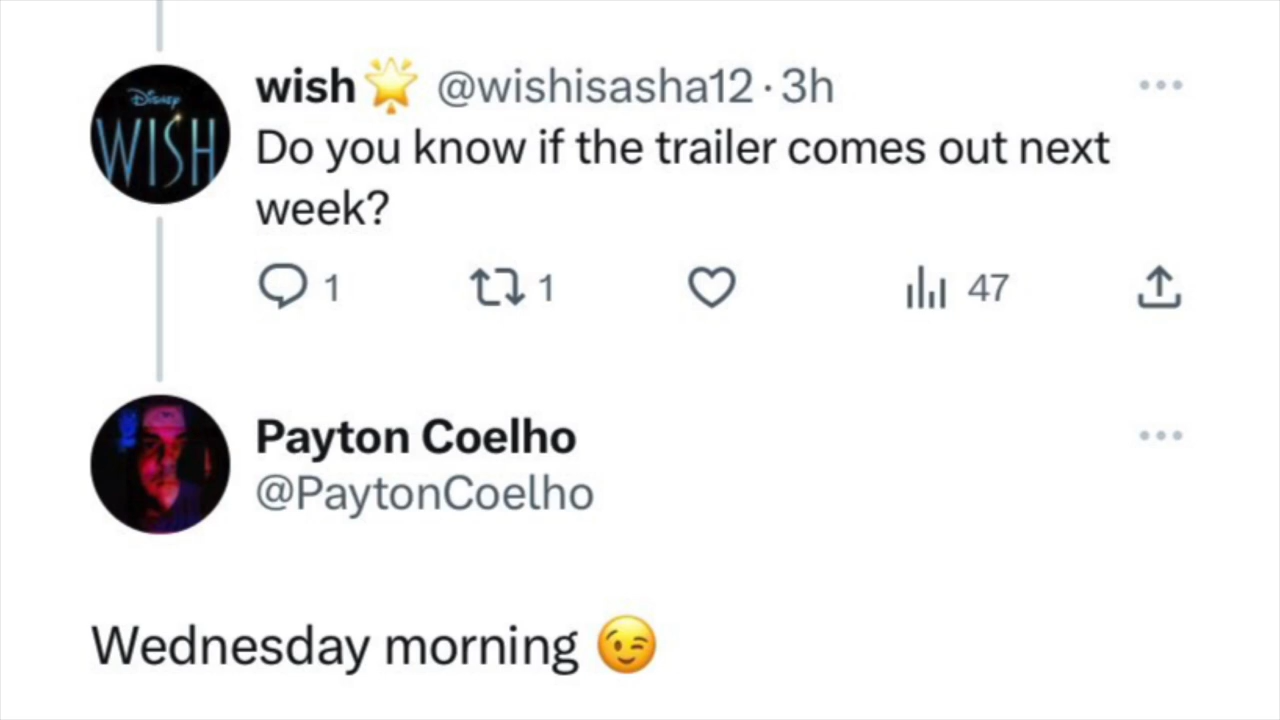 Disney
WISH
wish🌟 @wishisasha12 · 3h
Do you know if the trailer comes out next
week?
1 1 47
Payton Coelho
@PaytonCoelho
Wednesday morning 😉